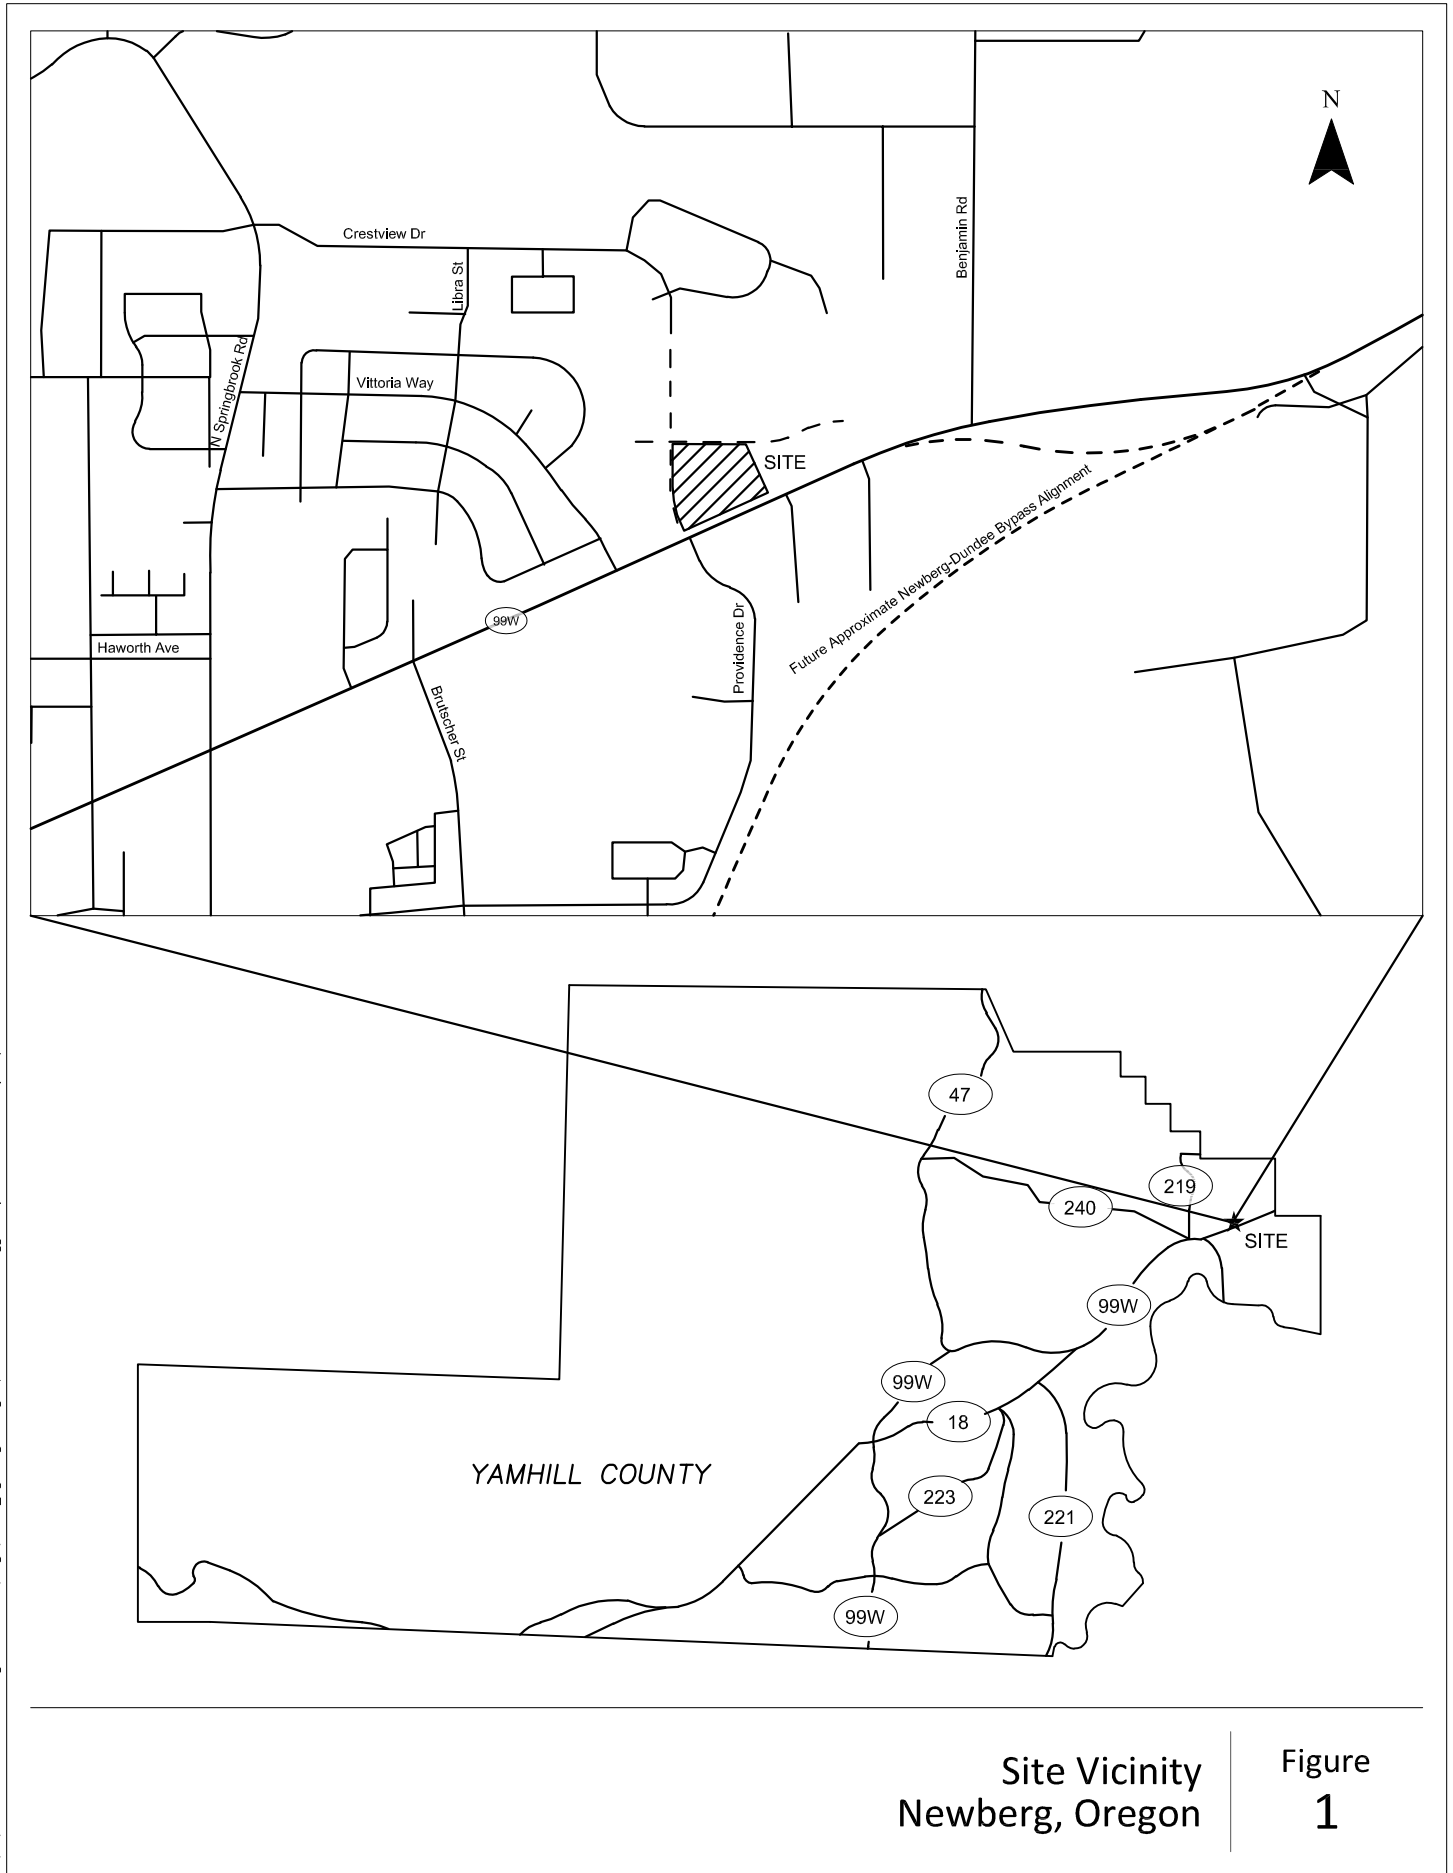 N
Crestview Dr
Libra St
Benjamin Rd
N Springbrook Rd
Vittoria Way
SITE
Future Approximate Newberg-Dundee Bypass Alignment
99W
Providence Dr
Haworth Ave
Brutscher St
47
219
240
SITE
99W
99W
18
YAMHILL COUNTY
223
221
99W
Site Vicinity
Newberg, Oregon
Figure
1